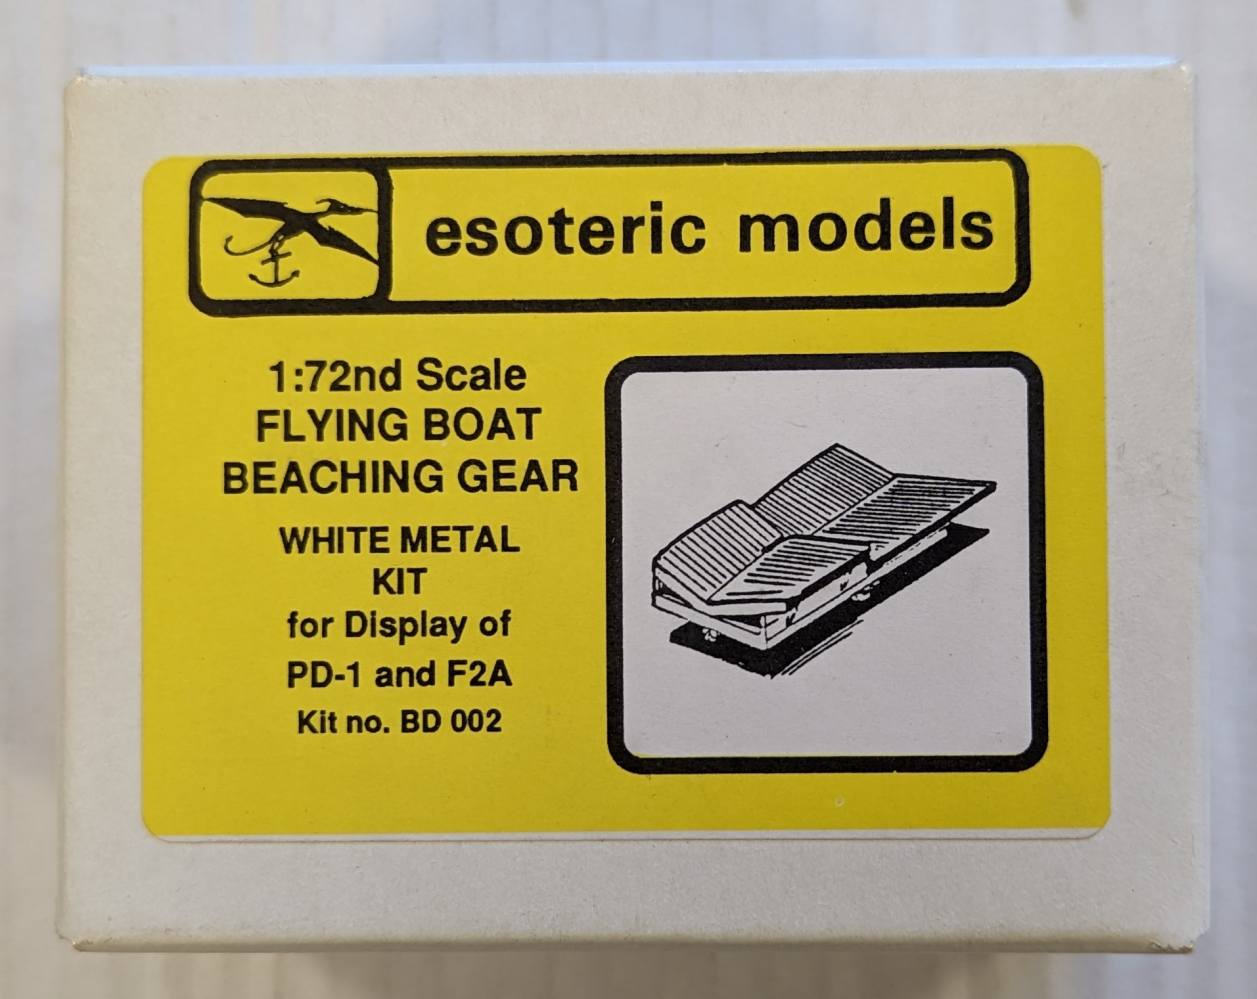 esoteric models
1:72nd Scale
FLYING BOAT
BEACHING GEAR
WHITE METAL
KIT
for Display of
PD-1 and F2A
Kit no. BD 002